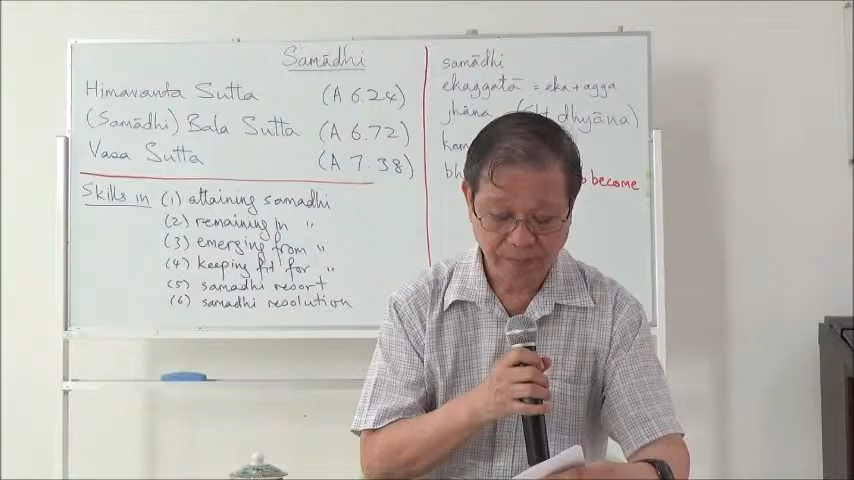 Samādhi
Himavanta Sutta (A 6.24)
(Samādhi) Bala Sutta (A 6.72)
Vasa Sutta (A 7.38)
Skills in (1) attaining samadhi
(2) remaining in "
(3) emerging from "
(4) keeping fit for "
(5) samadhi resort
(6) samadhi resolution
samādhi
ekaggatā = eka + agga
jhāna (Skt dhyāna)
become